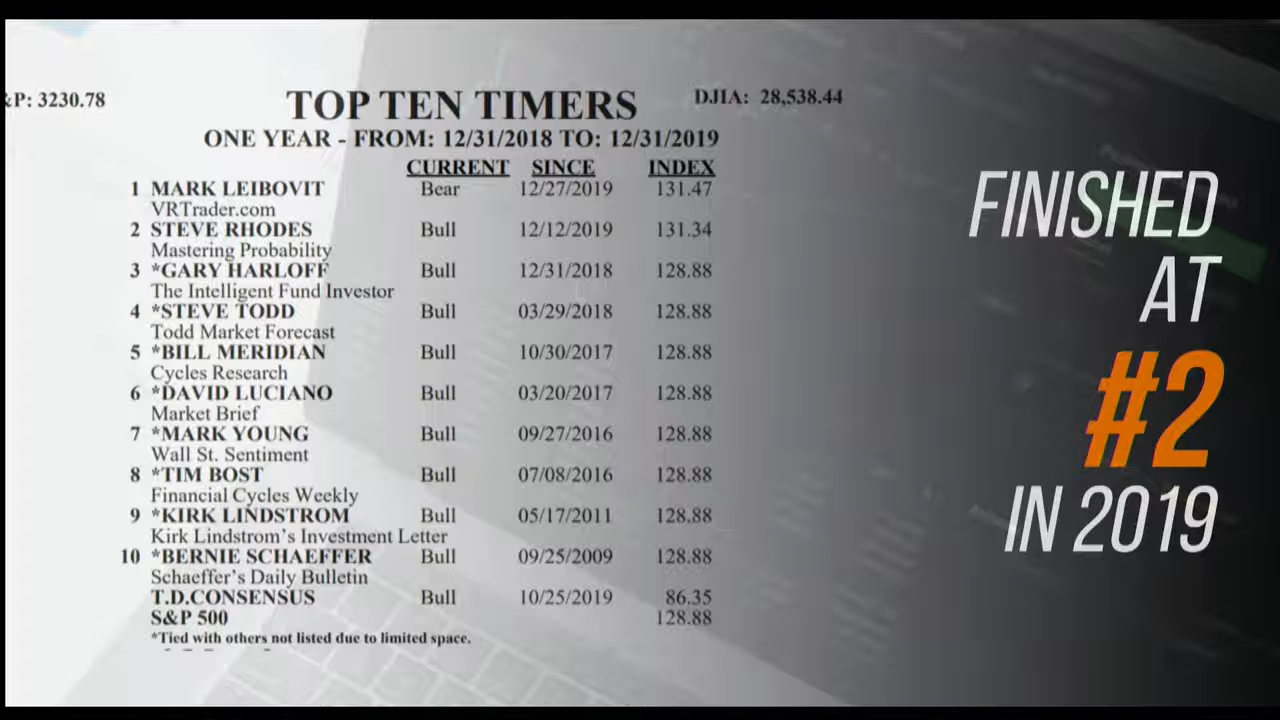 &P: 3230.78
TOP TEN TIMERS
DJIA: 28,538.44
ONE YEAR - FROM: 12/31/2018 TO: 12/31/2019
CURRENT SINCE INDEX
1 MARK LEIBOVIT Bear 12/27/2019 131.47
VRTrader.com
2 STEVE RHODES Bull 12/12/2019 131.34
Mastering Probability
3 *GARY HARLOFF Bull 12/31/2018 128.88
The Intelligent Fund Investor
4 *STEVE TODD Bull 03/29/2018 128.88
Todd Market Forecast
5 *BILL MERIDIAN Bull 10/30/2017 128.88
Cycles Research
6 *DAVID LUCIANO Bull 03/20/2017 128.88
Market Brief
7 *MARK YOUNG Bull 09/27/2016 128.88
Wall St. Sentiment
8 *TIM BOST Bull 07/08/2016 128.88
Financial Cycles Weekly
9 *KIRK LINDSTROM Bull 05/17/2011 128.88
Kirk Lindstrom's Investment Letter
10 *BERNIE SCHAEFFER Bull 09/25/2009 128.88
Schaeffer's Daily Bulletin
T.D.CONSENSUS Bull 10/25/2019 86.35
S&P 500 128.88
*Tied with others not listed due to limited space.
FINISHED
AT
#2
IN 2019